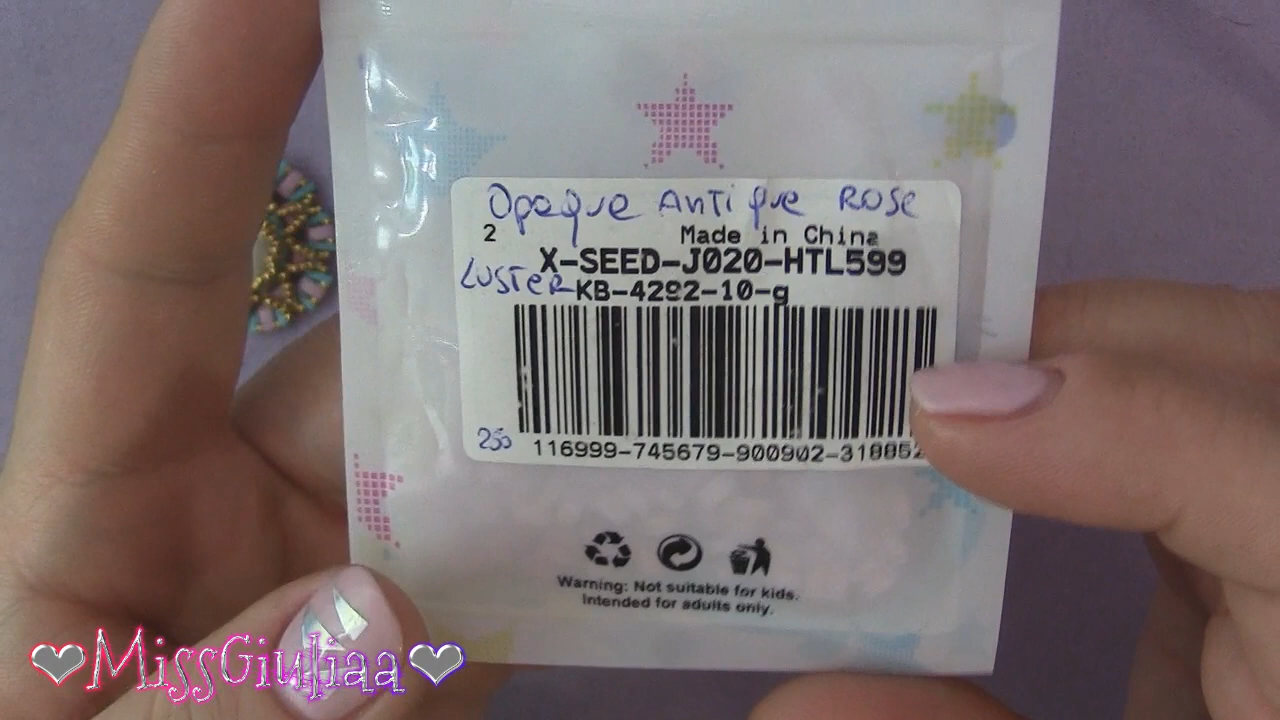 Opaque Antique Rose
2 Made in China
X-SEED-J020-HTL599
Luster KB-4292-10-g
250 116999-745679-900902-318852
Warning: Not suitable for kids.
Intended for adults only.
❤MissGiuliaa❤